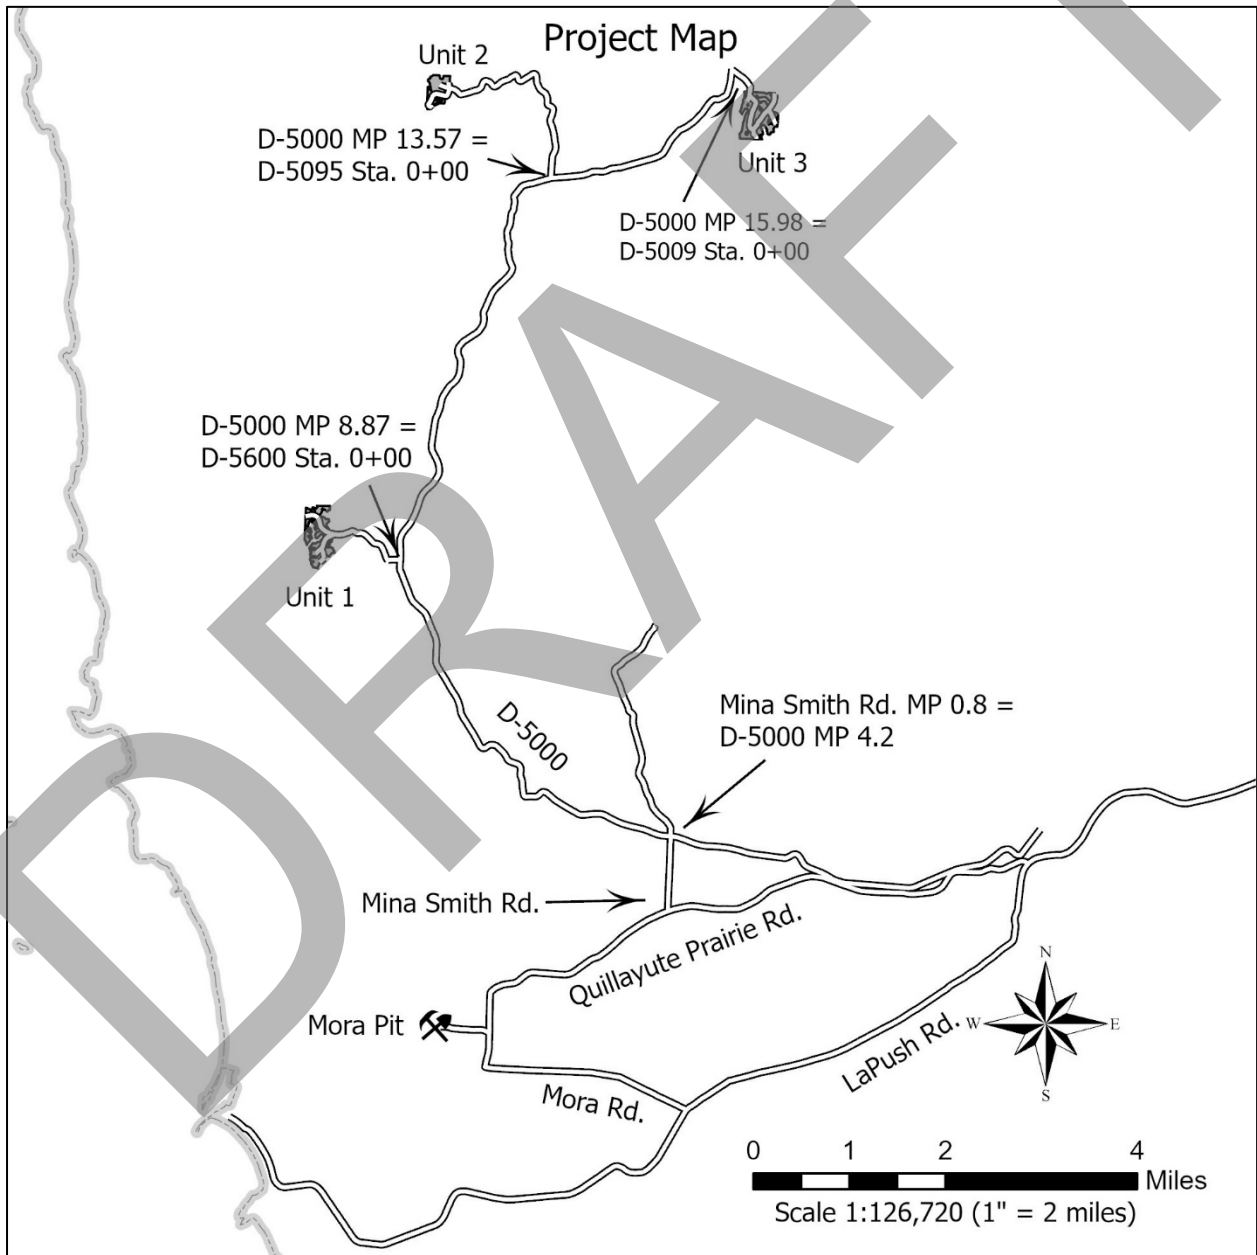 Project Map
Unit 2
D-5000 MP 13.57 =
D-5095 Sta. 0+00
Unit 3
D-5000 MP 15.98 =
D-5009 Sta. 0+00
D-5000 MP 8.87 =
D-5600 Sta. 0+00
Unit 1
D-5000
Mina Smith Rd. MP 0.8 =
D-5000 MP 4.2
Mina Smith Rd.
Quillayute Prairie Rd.
Mora Pit
Mora Rd.
LaPush Rd.
N
W
E
S
0 1 2 4
Miles
Scale 1:126,720 (1" = 2 miles)
DRAFT